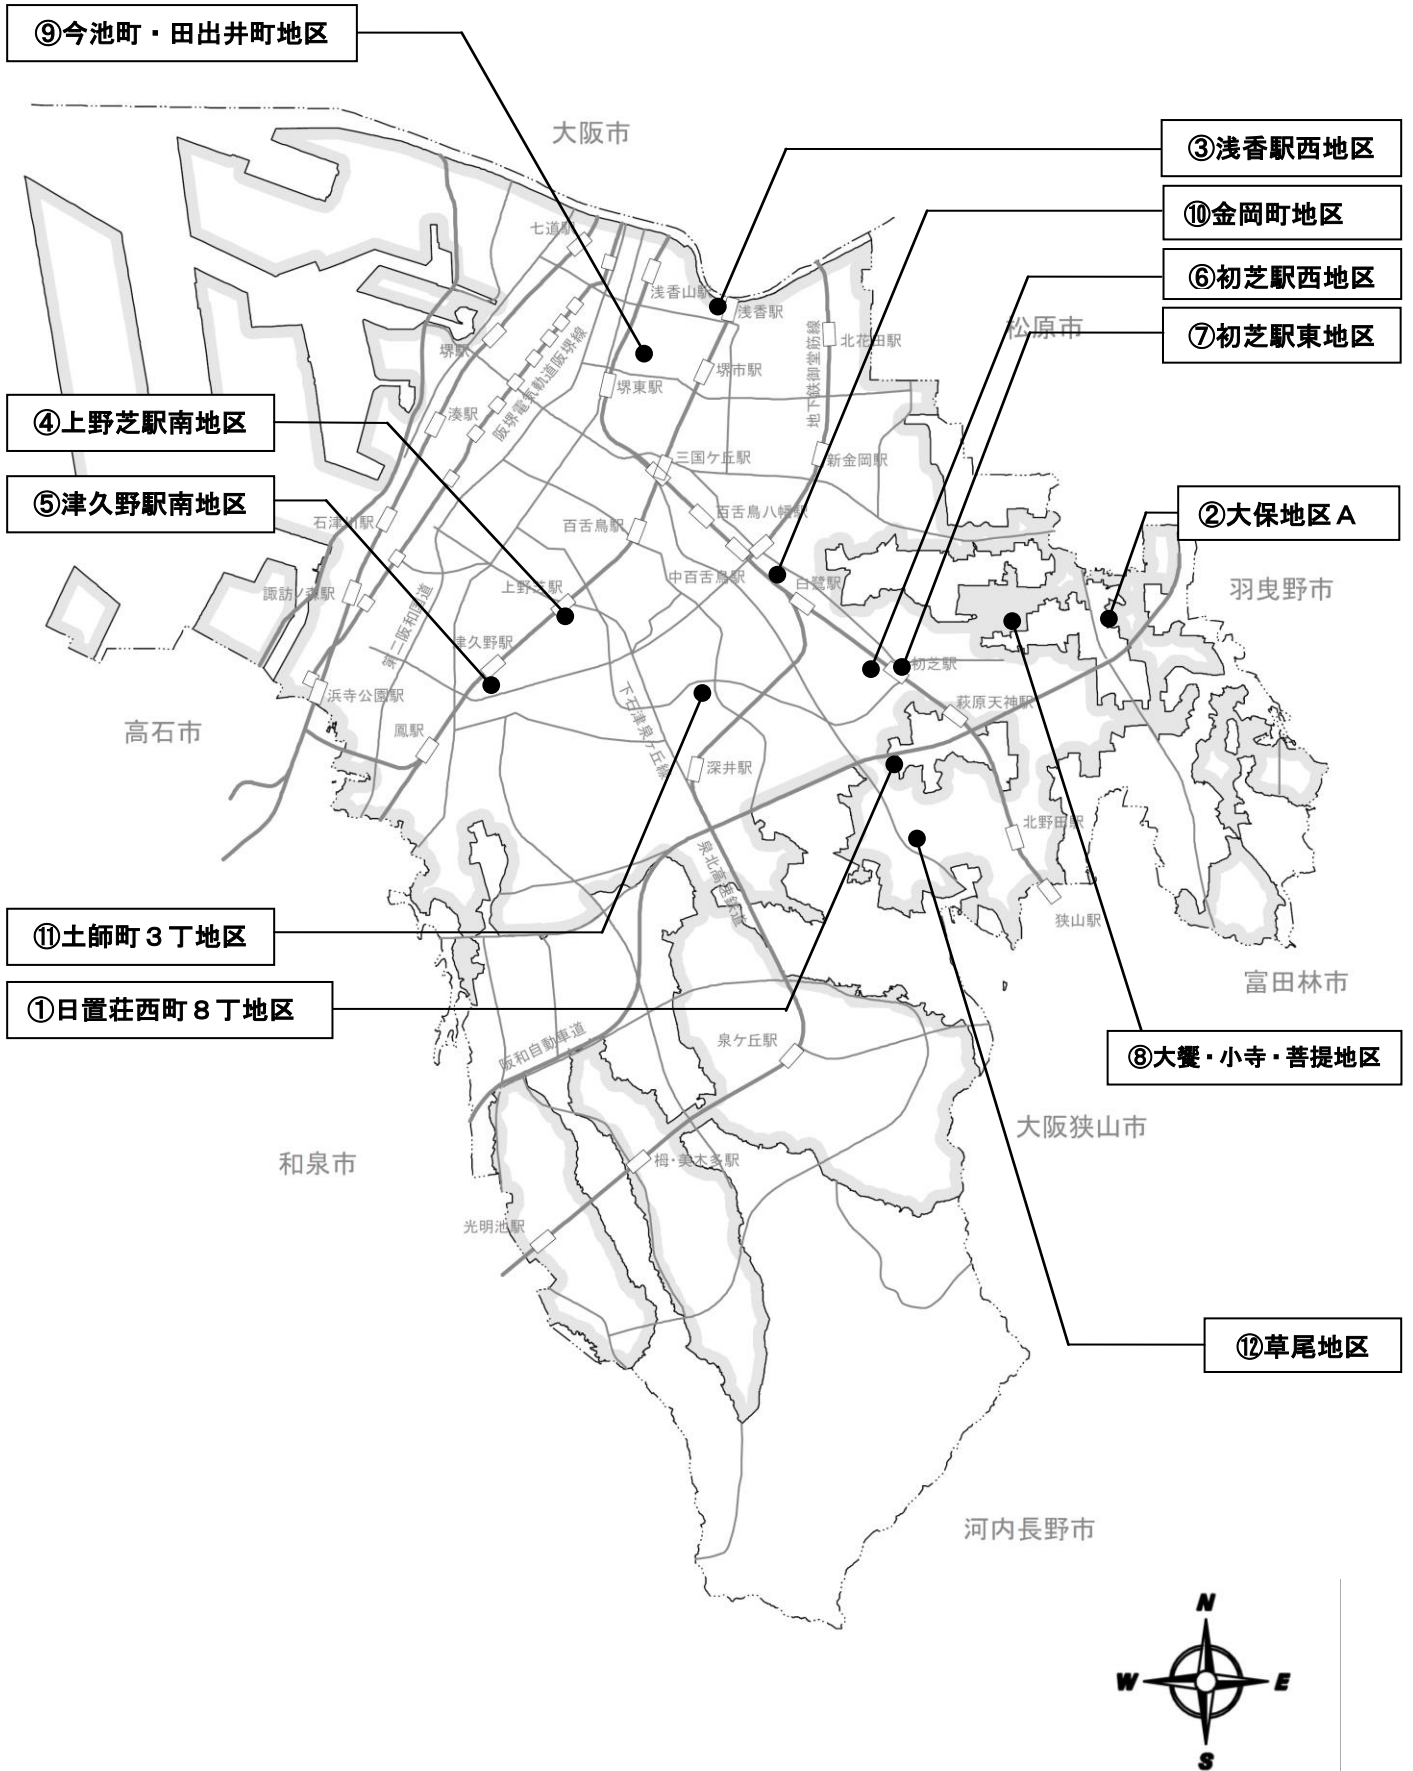 ⑨今池町・田出井町地区
大阪市
③浅香駅西地区
⑩金岡町地区
七道駅
⑥初芝駅西地区
浅香山駅
浅香駅
松原市
⑦初芝駅東地区
北花田駅
堺駅
阪堺電気軌道阪堺線
地下鉄御堂筋線
堺市駅
堺東駅
④上野芝駅南地区
湊駅
三国ケ丘駅
新金岡駅
⑤津久野駅南地区
百舌鳥八幡駅
②大保地区A
石津川駅
百舌鳥駅
中百舌鳥駅
白鷺駅
上野芝駅
諏訪ノ森駅
羽曳野市
第二阪和国道
津久野駅
初芝駅
浜寺公園駅
下石津泉ケ丘線
萩原天神駅
高石市
鳳駅
深井駅
北野田駅
泉北高速鉄道
狭山駅
⑪土師町3丁地区
富田林市
①日置荘西町8丁地区
阪和自動車道
泉ケ丘駅
⑧大饗・小寺・菩提地区
大阪狭山市
和泉市
栂・美木多駅
光明池駅
⑫草尾地区
河内長野市
N
W
E
S